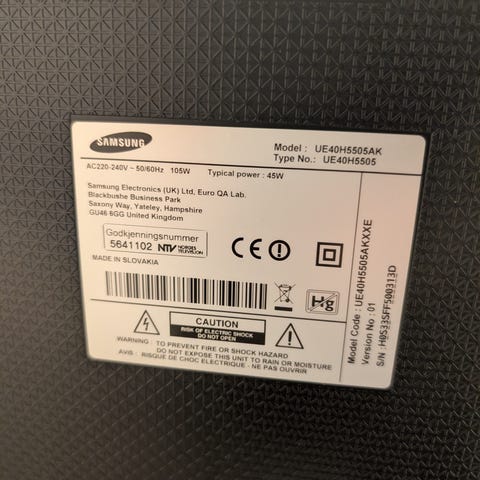 SAMSUNG
Model : UE40H5505AK
Type No.: UE40H5505
AC220-240V ~ 50/60Hz 105W Typical power : 45W
Samsung Electronics (UK) Ltd, Euro QA Lab.
Blackbushe Business Park
Saxony Way, Yateley, Hampshire
GU46 6GG United Kingdom
Godkjenningsnummer
5641102 NTV NORGES TELEVISJON
MADE IN SLOVAKIA
CE
Hg
CAUTION
RISK OF ELECTRIC SHOCK
DO NOT OPEN
WARNING : TO PREVENT FIRE OR SHOCK HAZARD
DO NOT EXPOSE THIS UNIT TO RAIN OR MOISTURE
AVIS : RISQUE DE CHOC ELECTRIQUE - NE PAS OUVRIR
Model Code : UE40H5505AKXXE
Version No : 01
S/N : H0533SFF500313D